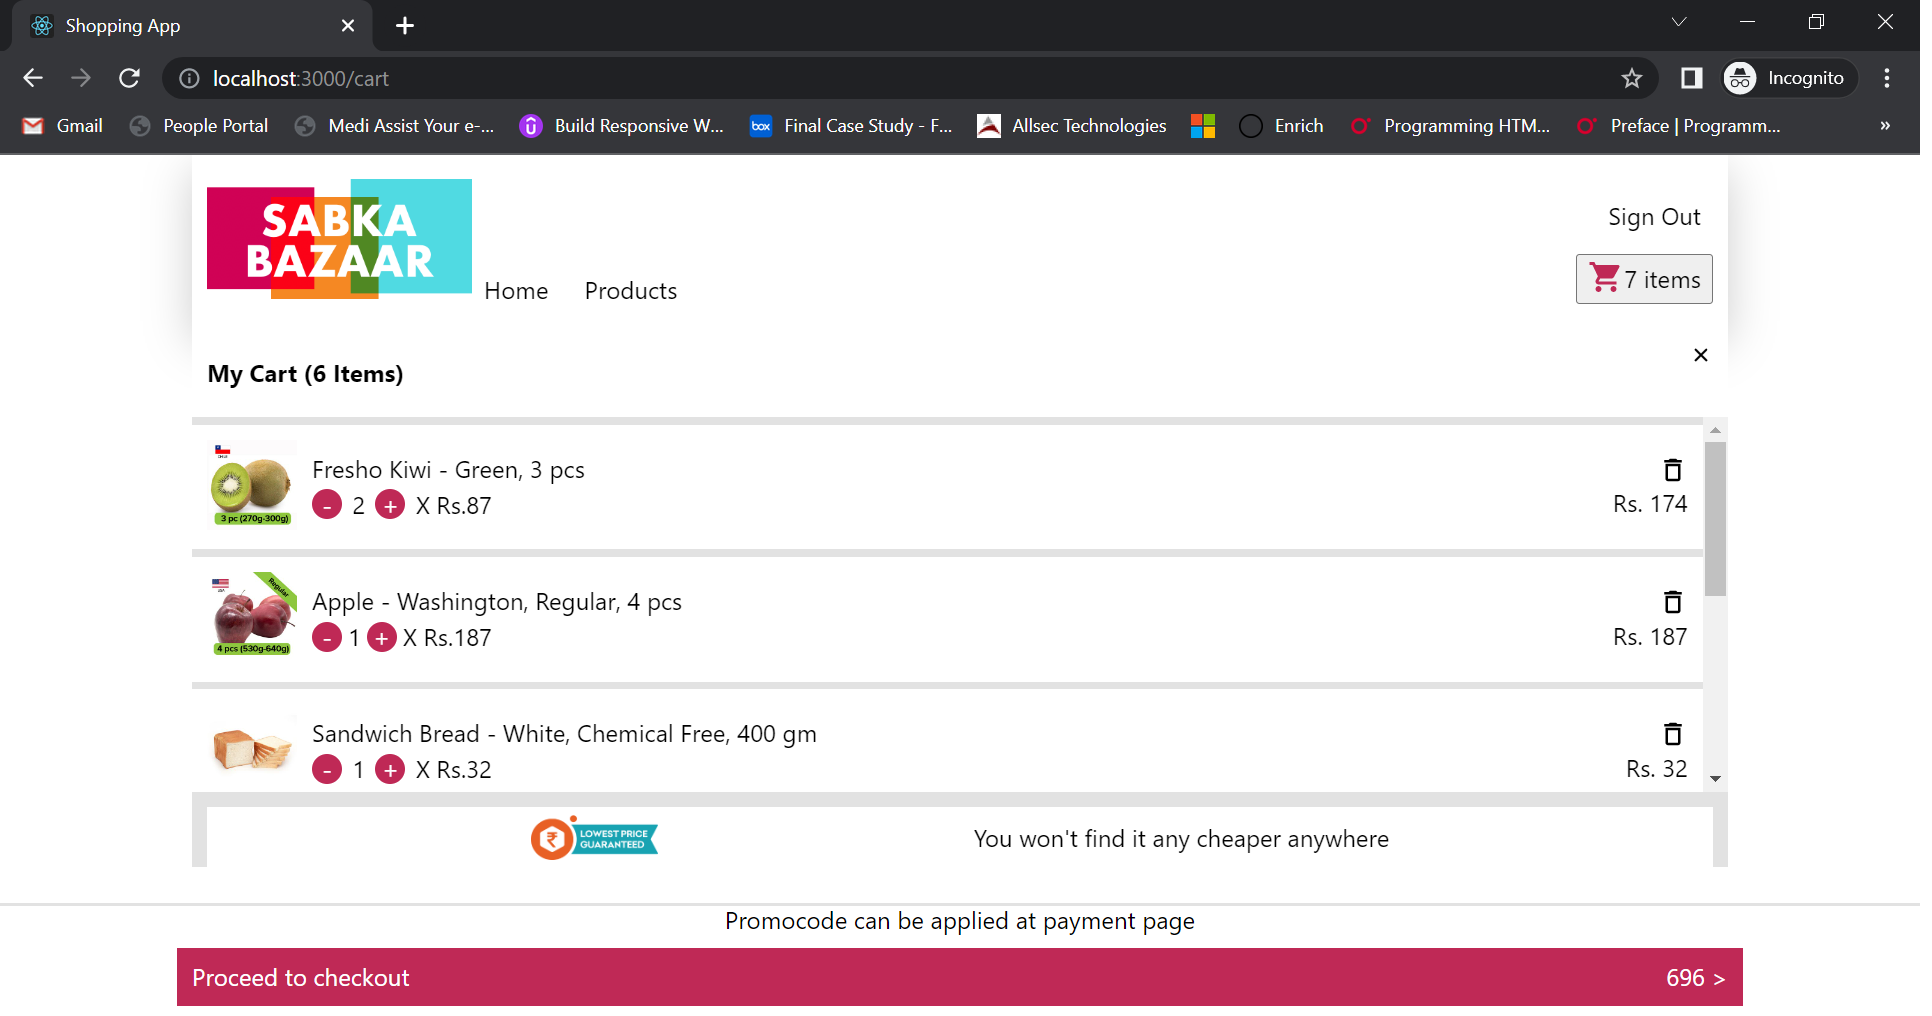 Shopping App
localhost:3000/cart
Incognito
Gmail
People Portal
Medi Assist Your e-...
Build Responsive W...
box
Final Case Study - F...
Allsec Technologies
Enrich
Programming HTM...
Preface | Programm...
»
SABKA
BAZAAR
Home
Products
Sign Out
7 items
My Cart (6 Items)
Fresho Kiwi - Green, 3 pcs
- 2 + X Rs.87
Rs. 174
3 pc (270g-300g)
Regular
Apple - Washington, Regular, 4 pcs
- 1 + X Rs.187
Rs. 187
4 pcs (530g-640g)
Sandwich Bread - White, Chemical Free, 400 gm
- 1 + X Rs.32
Rs. 32
₹ LOWEST PRICE
GUARANTEED
You won't find it any cheaper anywhere
Promocode can be applied at payment page
Proceed to checkout
696 >